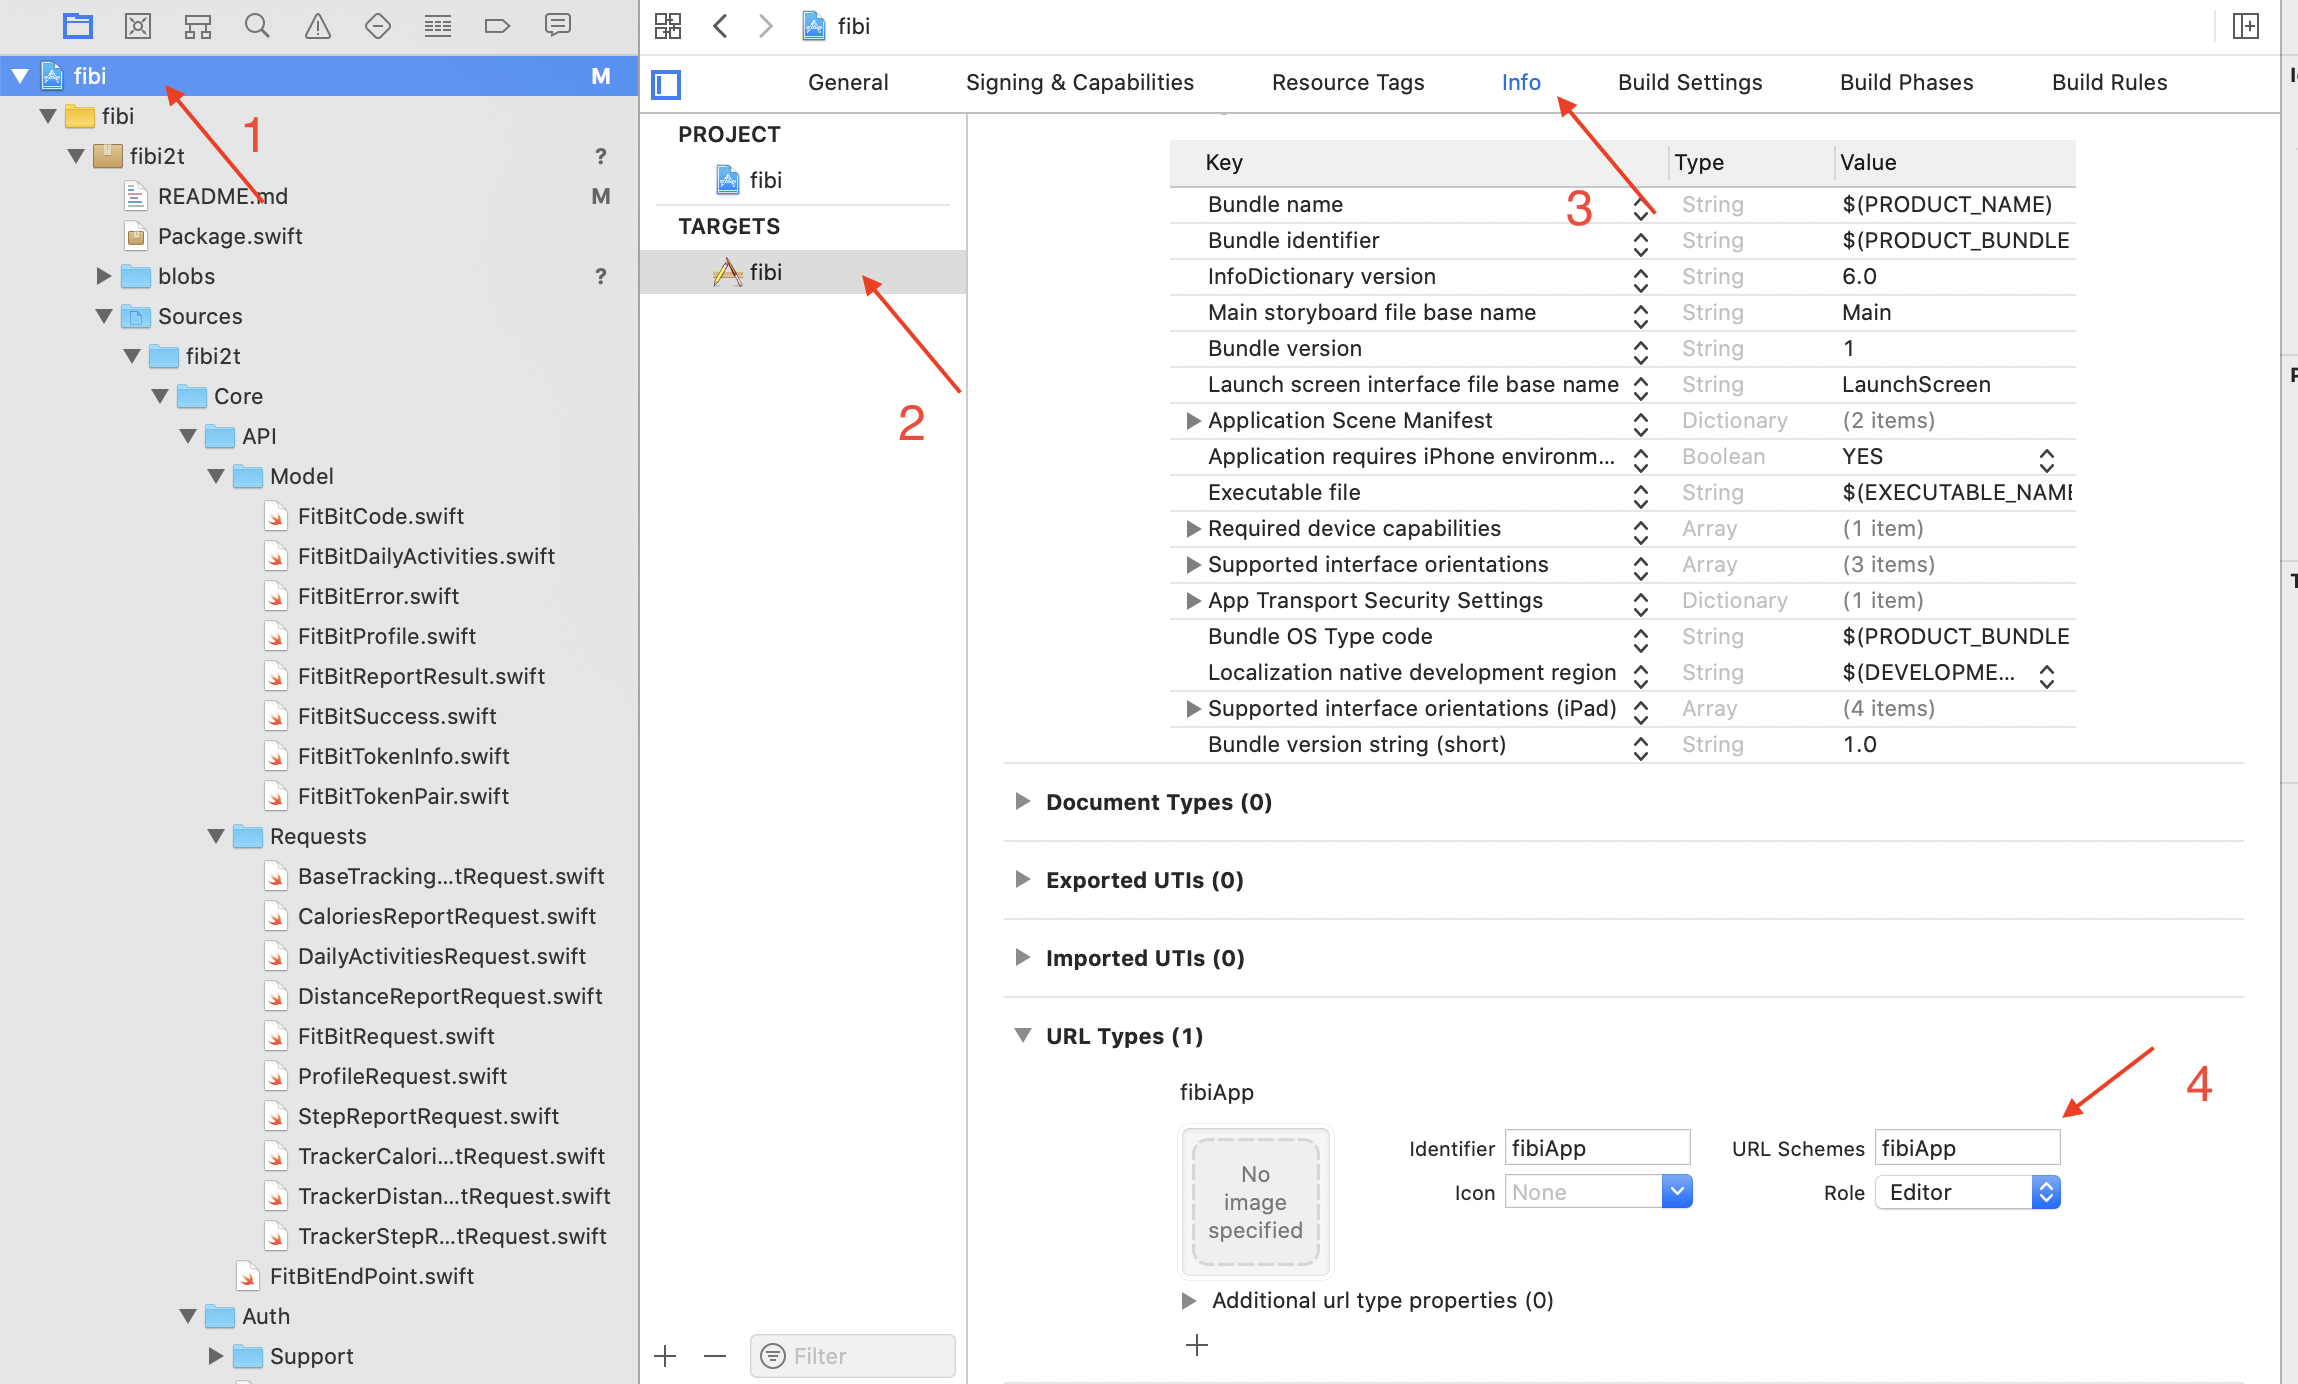 fibi
fibi M
1
fibi
fibi2t ?
README.md M
Package.swift
blobs ?
Sources
fibi2t
Core
API
Model
FitBitCode.swift
FitBitDailyActivities.swift
FitBitError.swift
FitBitProfile.swift
FitBitReportResult.swift
FitBitSuccess.swift
FitBitTokenInfo.swift
FitBitTokenPair.swift
Requests
BaseTracking...tRequest.swift
CaloriesReportRequest.swift
DailyActivitiesRequest.swift
DistanceReportRequest.swift
FitBitRequest.swift
ProfileRequest.swift
StepReportRequest.swift
TrackerCalori...tRequest.swift
TrackerDistan...tRequest.swift
TrackerStepR...tRequest.swift
FitBitEndPoint.swift
Auth
Support
General Signing & Capabilities Resource Tags Info Build Settings Build Phases Build Rules
PROJECT
fibi
TARGETS
fibi
2
Filter
3
Key Type Value
Bundle name String $(PRODUCT_NAME)
Bundle identifier String $(PRODUCT_BUNDLE
InfoDictionary version String 6.0
Main storyboard file base name String Main
Bundle version String 1
Launch screen interface file base name String LaunchScreen
Application Scene Manifest Dictionary (2 items)
Application requires iPhone environm... Boolean YES
Executable file String $(EXECUTABLE_NAME
Required device capabilities Array (1 item)
Supported interface orientations Array (3 items)
App Transport Security Settings Dictionary (1 item)
Bundle OS Type code String $(PRODUCT_BUNDLE
Localization native development region String $(DEVELOPME...
Supported interface orientations (iPad) Array (4 items)
Bundle version string (short) String 1.0
Document Types (0)
Exported UTIs (0)
Imported UTIs (0)
URL Types (1)
4
fibiApp
No image specified
Identifier fibiApp URL Schemes fibiApp
Icon None Role Editor
Additional url type properties (0)